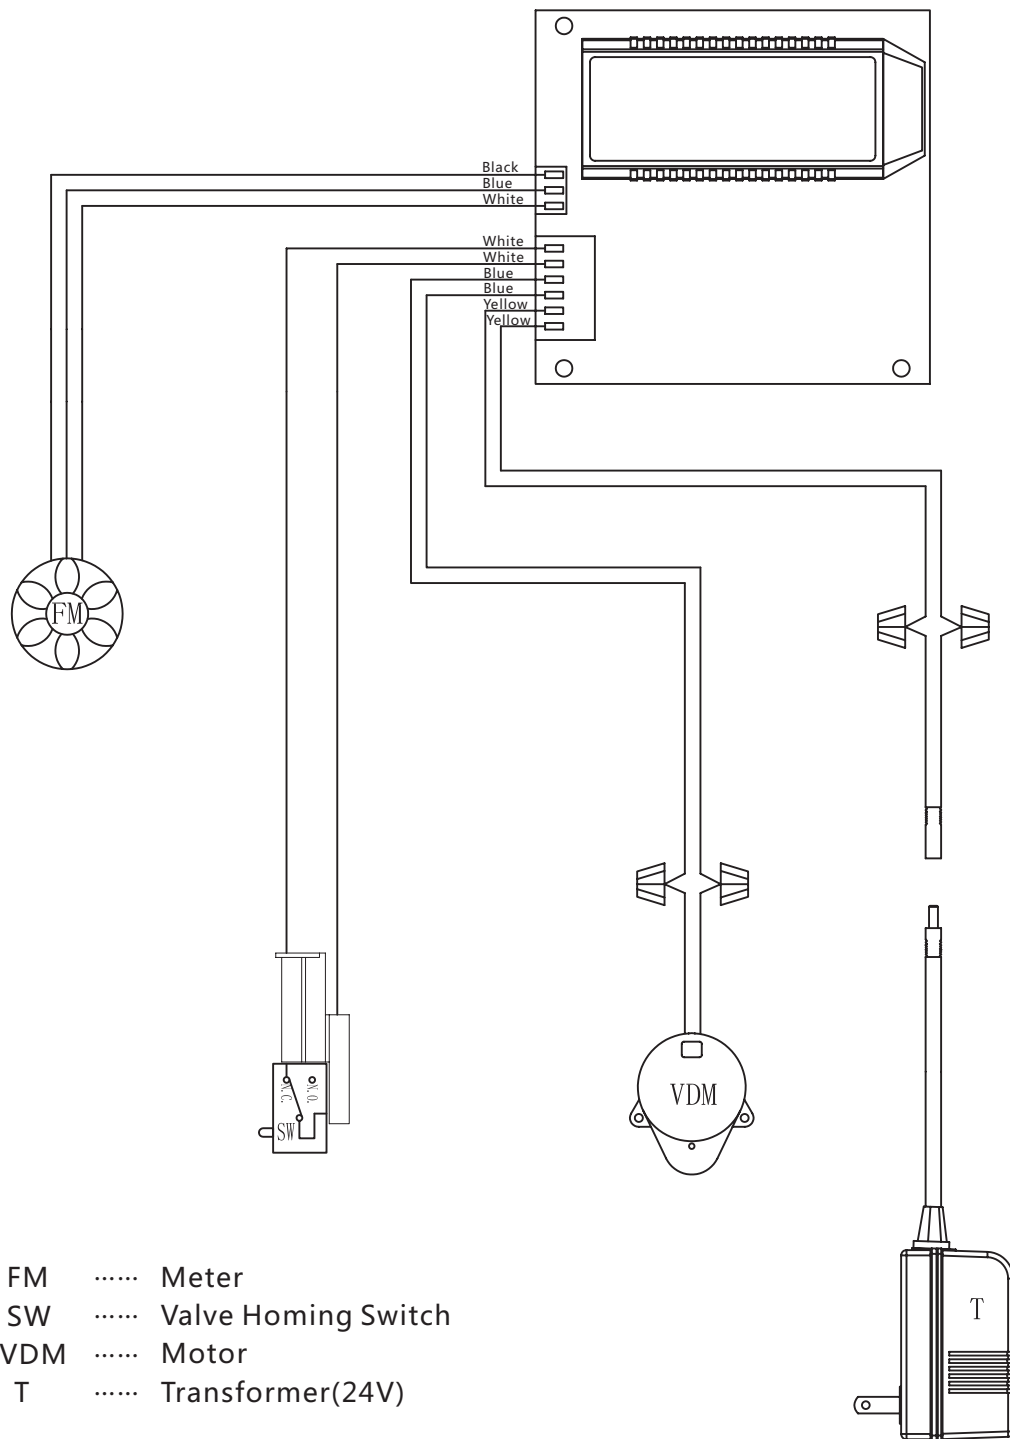 Black
Blue
White
White
White
Blue
Blue
Yellow
Yellow
FM
N.C.
N.O.
SW
VDM
T
FM ...... Meter
SW ...... Valve Homing Switch
VDM ...... Motor
T ...... Transformer(24V)